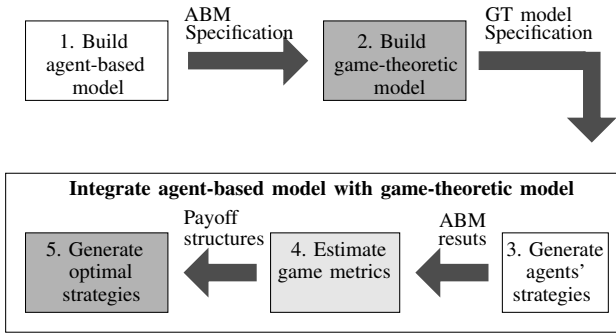 ABM
Specification
GT model
Specification
1. Build
agent-based
model
2. Build
game-theoretic
model
Integrate agent-based model with game-theoretic model
Payoff
structures
ABM
resuts
5. Generate
optimal
strategies
4. Estimate
game metrics
3. Generate
agents'
strategies